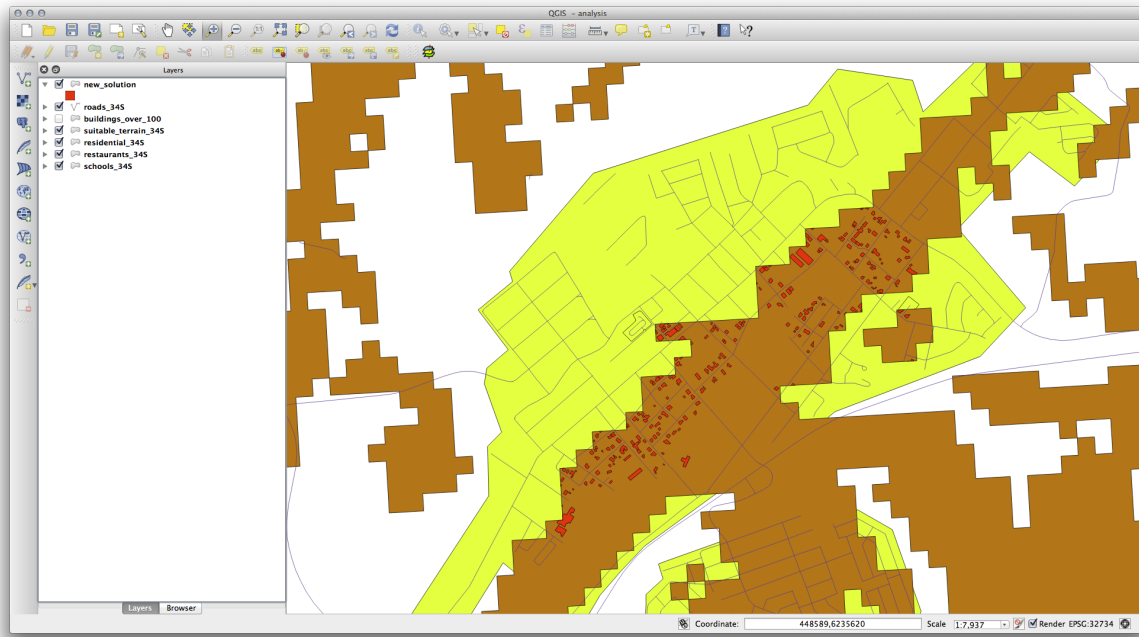 QGIS - analysis
Layers
new_solution
roads_34S
buildings_over_100
suitable_terrain_34S
residential_34S
restaurants_34S
schools_34S
Layers
Browser
Coordinate: 448589,6235620 Scale 1:7,937 Render EPSG:32734